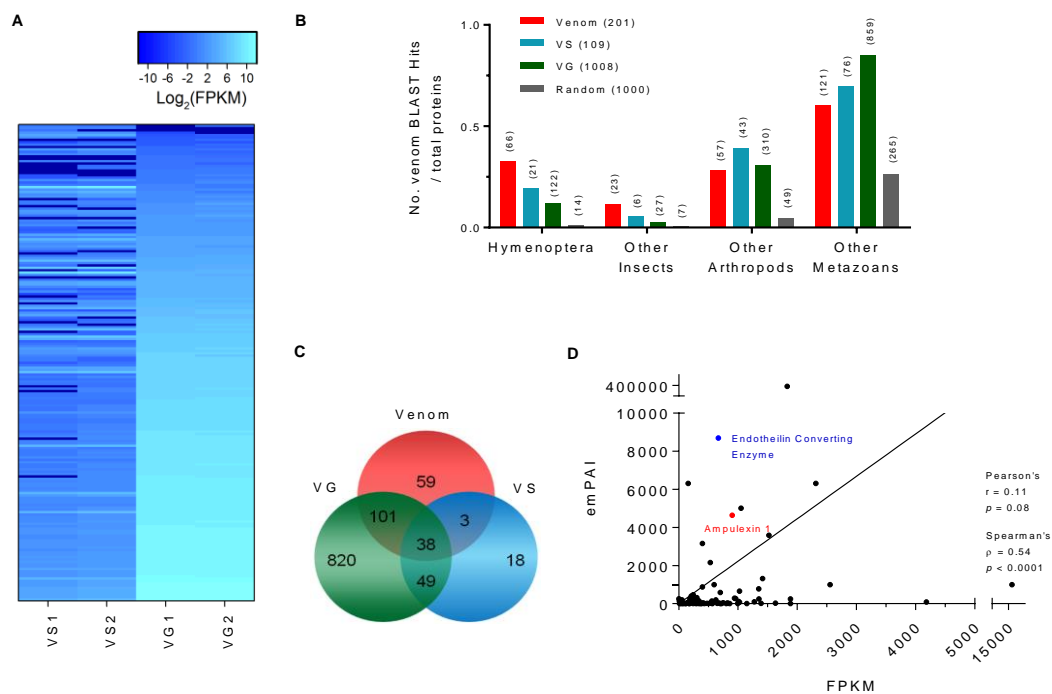 A
-10 -6 -2 2 6 10
Log2(FPKM)
VS1
VS2
VG1
VG2
B
No. venom BLAST Hits
/ total proteins
1.0
0.5
0.0
Venom (201)
VS (109)
VG (1008)
Random (1000)
(66)
(21)
(122)
(14)
(23)
(6)
(27)
(7)
(57)
(43)
(310)
(49)
(121)
(76)
(859)
(265)
Hymenoptera
Other
Insects
Other
Arthropods
Other
Metazoans
C
Venom
VG
VS
59
101
3
38
820
18
49
D
emPAI
400000
10000
8000
6000
4000
2000
0
Endotheilin Converting
Enzyme
Ampulexin 1
Pearson's
r = 0.11
p = 0.08
Spearman's
ρ = 0.54
p < 0.0001
0
1000
2000
3000
4000
5000
15000
FPKM